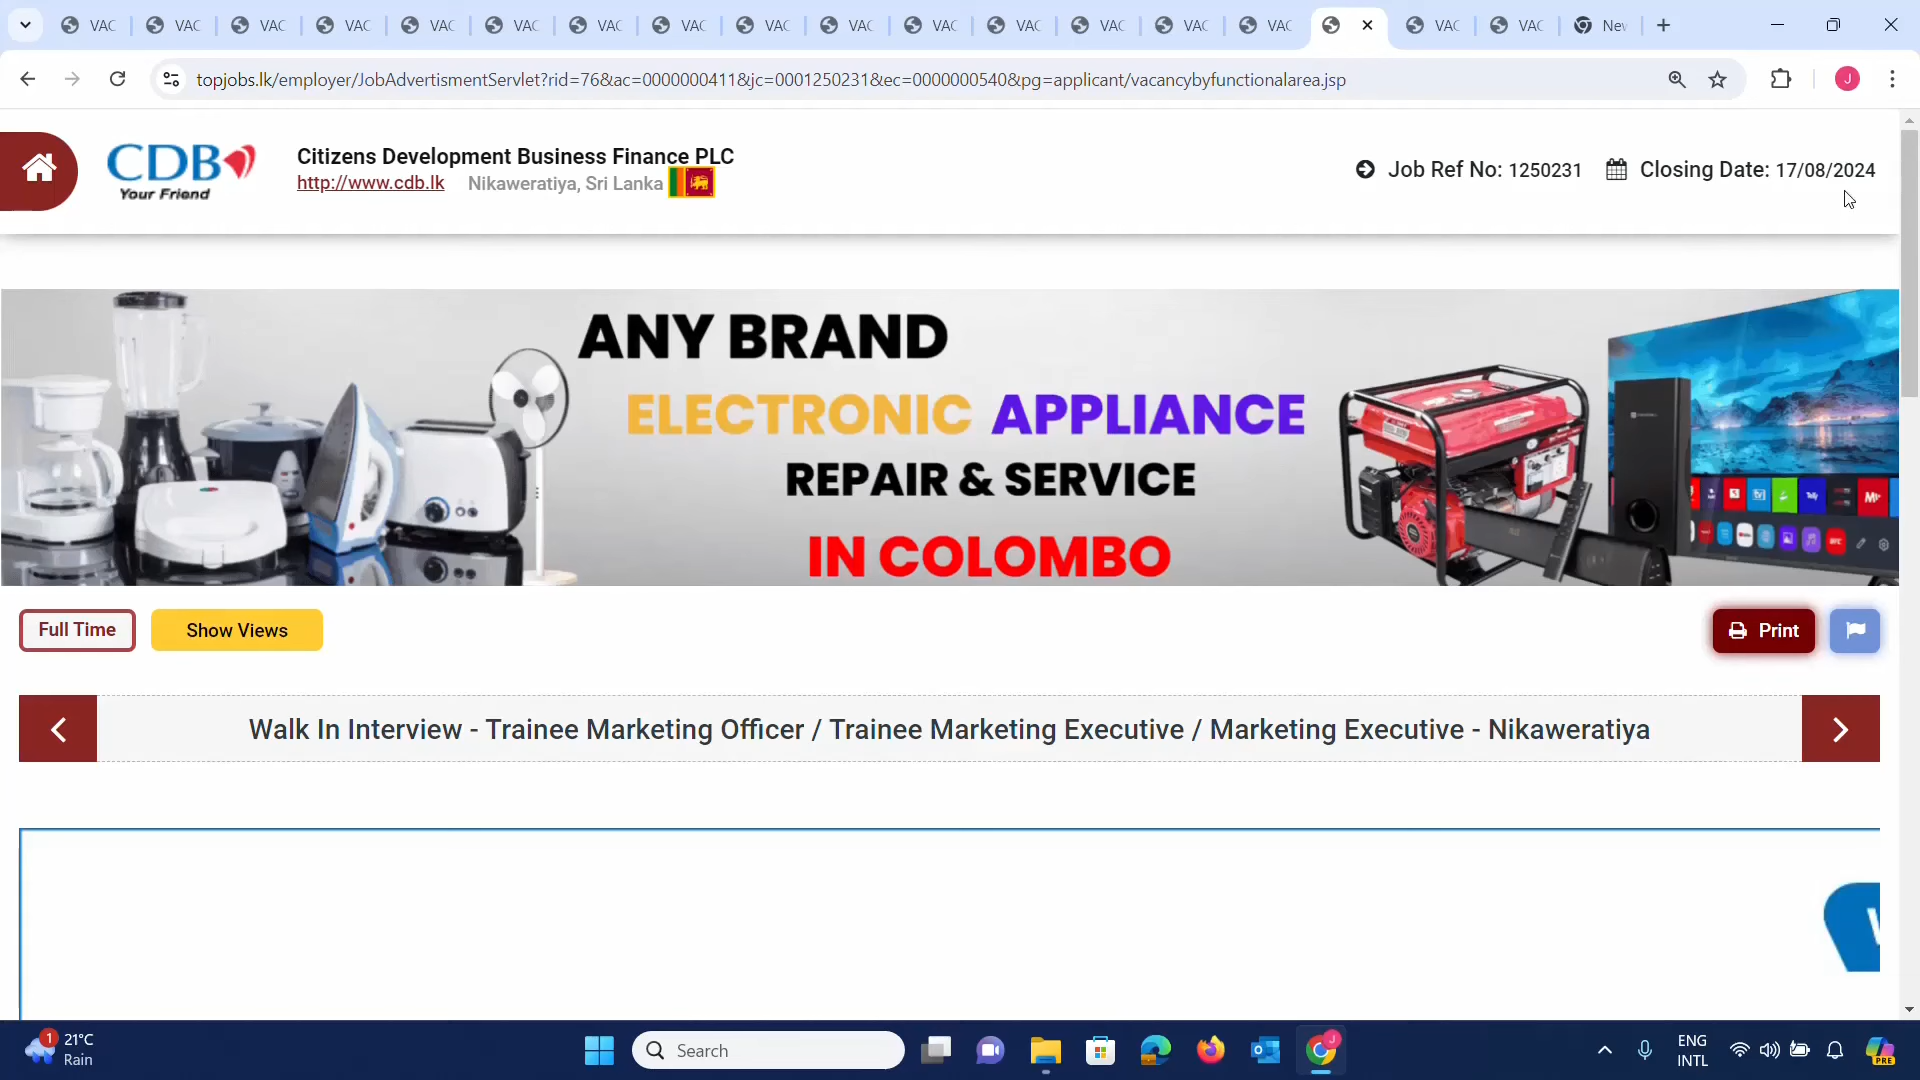 VAC VAC VAC VAC VAC VAC VAC VAC VAC VAC VAC VAC VAC VAC VAC VAC VAC Nev
topjobs.lk/employer/JobAdvertismentServlet?rid=76&ac=0000000411&jc=0001250231&ec=0000000540&pg=applicant/vacancybyfunctionalarea.jsp
J
CDB
Your Friend
Citizens Development Business Finance PLC
http://www.cdb.lk Nikaweratiya, Sri Lanka
Job Ref No: 1250231 Closing Date: 17/08/2024
ANY BRAND
ELECTRONIC APPLIANCE
REPAIR & SERVICE
IN COLOMBO
Full Time Show Views Print
Walk In Interview - Trainee Marketing Officer / Trainee Marketing Executive / Marketing Executive - Nikaweratiya
1 21°C
Rain
Search
J
ENG
INTL
PRE